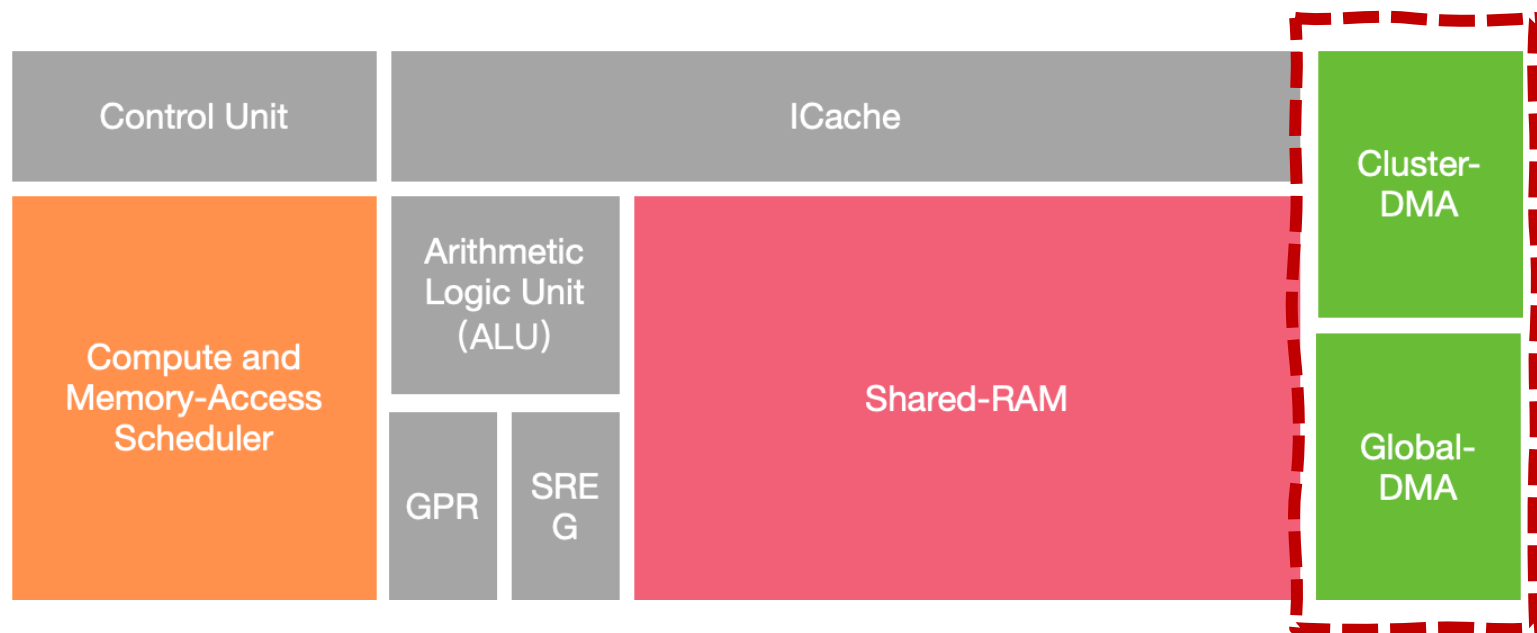 Control Unit
ICache
Cluster-
DMA
Arithmetic
Logic Unit
(ALU)
Compute and
Memory-Access
Scheduler
Shared-RAM
GPR
SRE
G
Global-
DMA